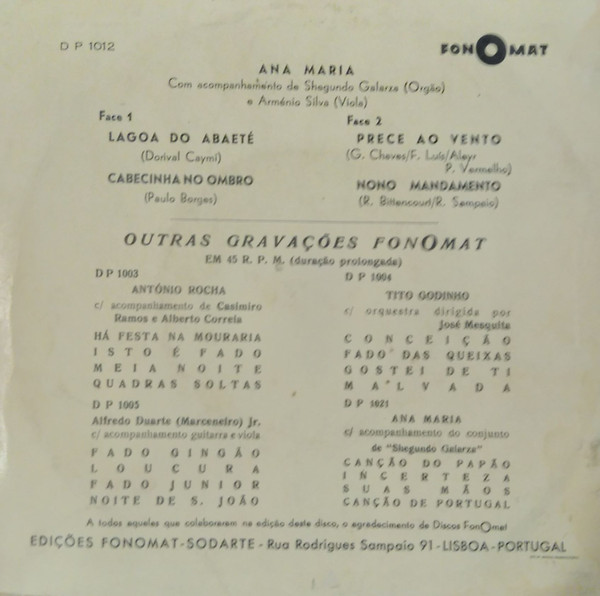 D P 1012
FONOMAT
ANA MARIA
Com acompanhamento de Shegundo Galarza (Orgão)
e Arménio Silva (Viola)
Face 1
LAGOA DO ABAETÉ
(Dorival Caymi)
CABECINHA NO OMBRO
(Paulo Borges)
Face 2
PRECE AO VENTO
(G. Chaves/F. Luís/Alcyr
P. Vermelho)
NONO MANDAMENTO
(R. Bittencourt/R. Sampaio)
OUTRAS GRAVAÇÕES FONOMAT
EM 45 R. P. M. (duração prolongada)
D P 1003
ANTÓNIO ROCHA
c/ acompanhamento de Casimiro
Ramos e Alberto Correia
HÁ FESTA NA MOURARIA
ISTO É FADO
MEIA NOITE
QUADRAS SOLTAS
D P 1005
Alfredo Duarte (Marceneiro) Jr.
c/ acompanhamento guitarra e viola
FADO GINGÃO
LOUCURA
FADO JUNIOR
NOITE DE S. JOÃO
D P 1004
TITO GODINHO
c/ orquestra dirigida por
José Mesquita
CONCEIÇÃO
FADO DAS QUEIXAS
GOSTEI DE TI
MALVADA
D P 1021
ANA MARIA
c/ acompanhamento do conjunto
de "Shegundo Galarza"
CANÇÃO DO PAPÃO
INCERTEZA
SUAS MÃOS
CANÇÃO DE PORTUGAL
A todos aqueles que colaboraram na edição deste disco, o agradecimento de Discos FonOmat
EDIÇÕES FONOMAT-SODARTE - Rua Rodrigues Sampaio 91 - LISBOA - PORTUGAL